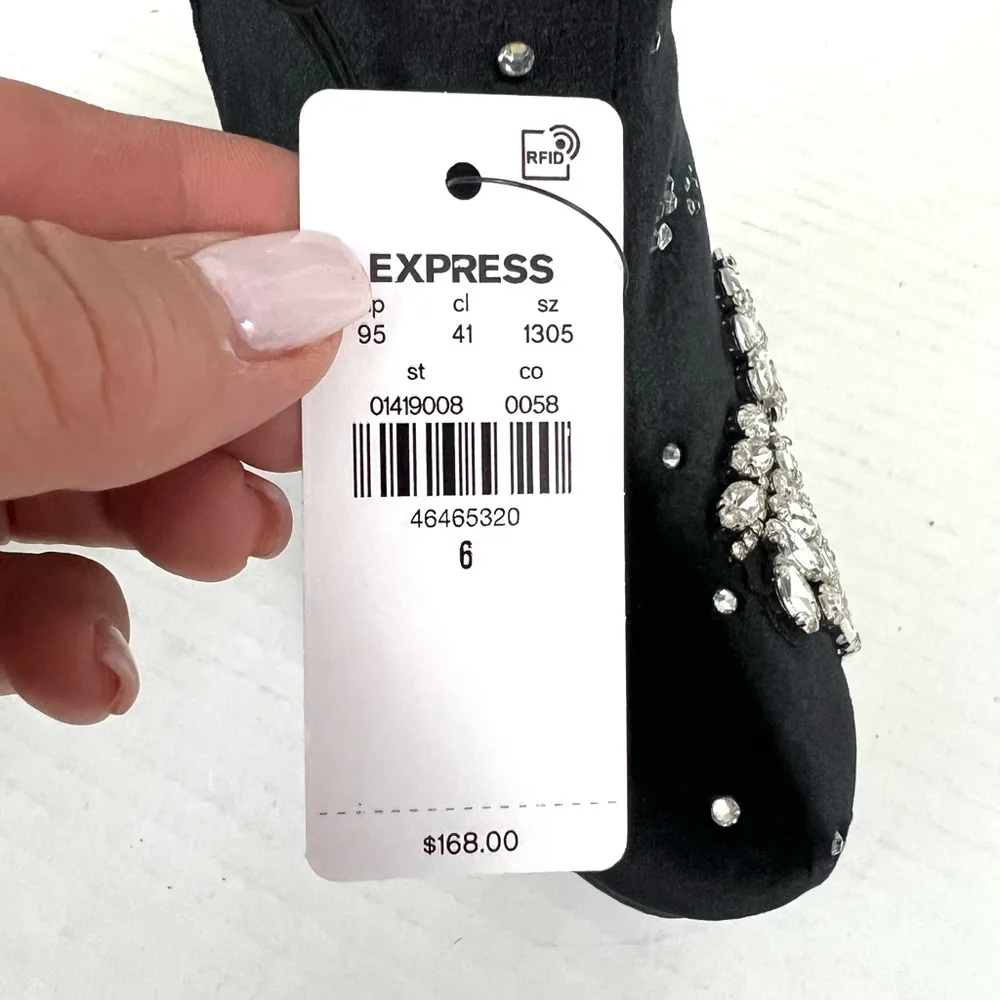 RFID
EXPRESS
cl sz
95 41 1305
st co
01419008 0058
46465320
6
$168.00